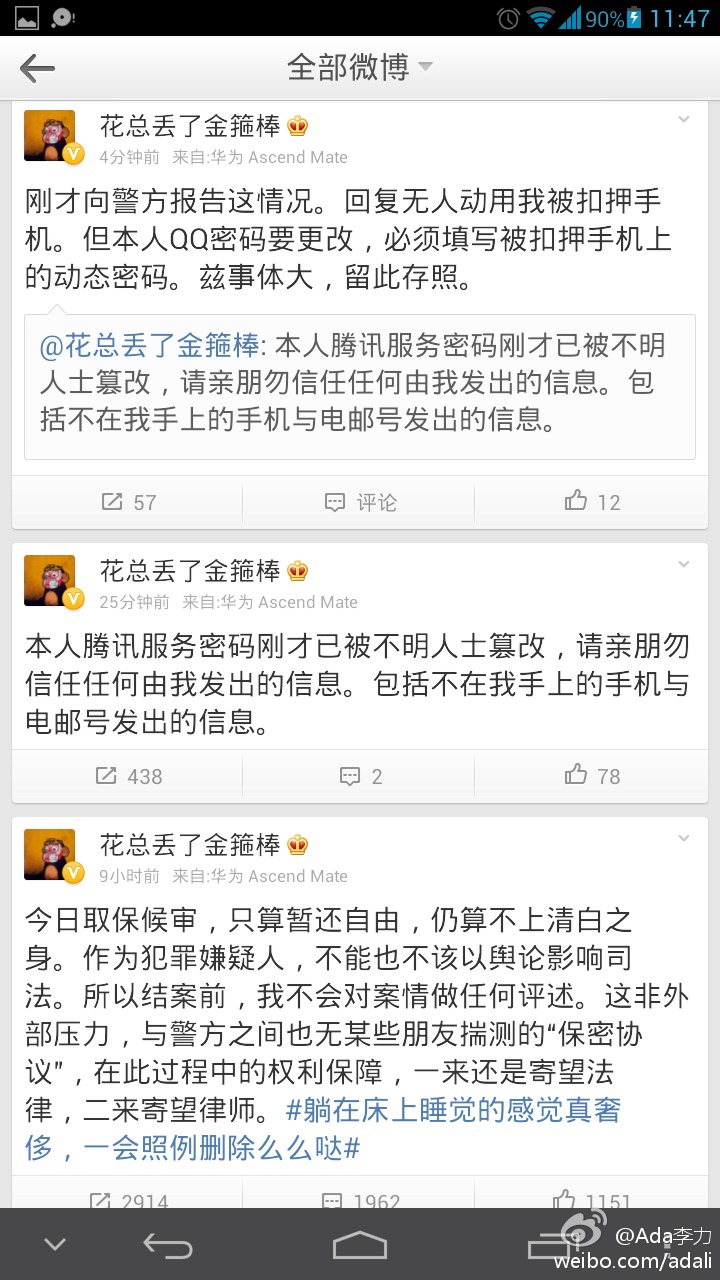 90% 11:47
全部微博
花总丢了金箍棒
4分钟前 来自:华为 Ascend Mate
刚才向警方报告这情况。回复无人动用我被扣押手
机。但本人QQ密码要更改，必须填写被扣押手机上
的动态密码。兹事体大，留此存照。
@花总丢了金箍棒: 本人腾讯服务密码刚才已被不明
人士篡改，请亲朋勿信任任何由我发出的信息。包
括不在我手上的手机与电邮号发出的信息。
57 评论 12
花总丢了金箍棒
25分钟前 来自:华为 Ascend Mate
本人腾讯服务密码刚才已被不明人士篡改，请亲朋勿
信任任何由我发出的信息。包括不在我手上的手机与
电邮号发出的信息。
438 2 78
花总丢了金箍棒
9小时前 来自:华为 Ascend Mate
今日取保候审，只算暂还自由，仍算不上清白之
身。作为犯罪嫌疑人，不能也不该以舆论影响司
法。所以结案前，我不会对案情做任何评述。这非外
部压力，与警方之间也无某些朋友揣测的“保密协
议”，在此过程中的权利保障，一来还是寄望法
律，二来寄望律师。#躺在床上睡觉的感觉真奢
侈，一会照例删除么么哒#
2914 1962 1151
@Ada李力
weibo.com/adali